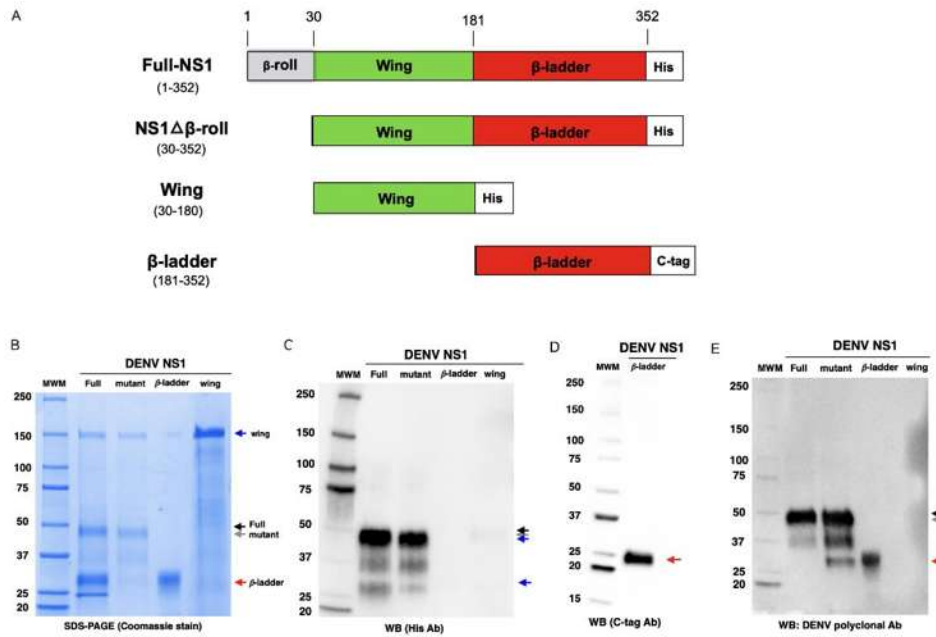 A
1 30 181 352
Full-NS1 β-roll Wing β-ladder His
(1-352)
NS1Δβ-roll Wing β-ladder His
(30-352)
Wing Wing His
(30-180)
β-ladder β-ladder C-tag
(181-352)
B
DENV NS1
MWM Full mutant β-ladder wing
250
150 wing
100
75
50 Full
mutant
37
β-ladder
25
20
SDS-PAGE (Coomassie stain)
C
DENV NS1
MWM Full mutant β-ladder wing
250
150
100
75
50
37
25
20
WB (His Ab)
D
DENV NS1
MWM β-ladder
250
150
100
75
50
37
25
20
15
WB (C-tag Ab)
E
DENV NS1
MWM Full mutant β-ladder wing
250
150
100
75
50
37
25
20
WB: DENV polyclonal Ab